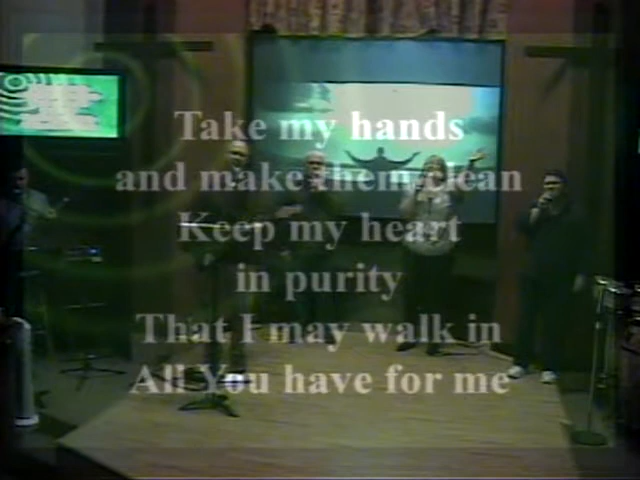 Take my hands
and make them clean
Keep my heart
in purity
That I may walk in
All You have for me